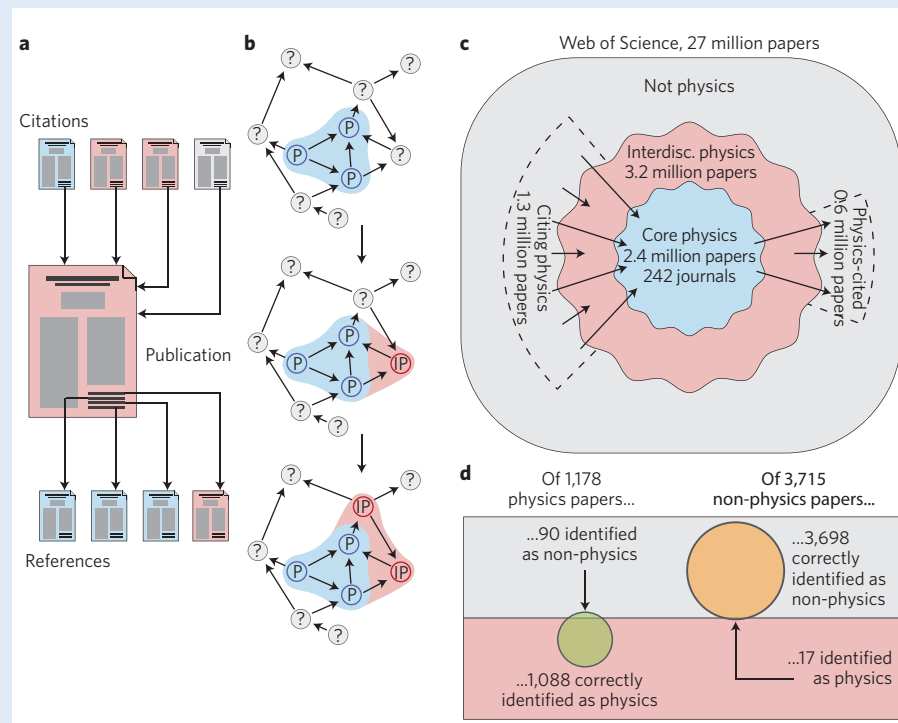 a
Citations
Publication
References
b
?
?
?
?
P
P
?
P
?
?
?
?
?
P
P
P
IP
?
?
?
?
IP
?
P
P
P
IP
?
?
c
Web of Science, 27 million papers
Not physics
Interdisc. physics
3.2 million papers
Core physics
2.4 million papers
242 journals
Citing physics
1.3 million papers
Physics-cited
0.6 million papers
d
Of 1,178
physics papers...
Of 3,715
non-physics papers...
...90 identified
as non-physics
...3,698
correctly
identified as
non-physics
...1,088 correctly
identified as physics
...17 identified
as physics